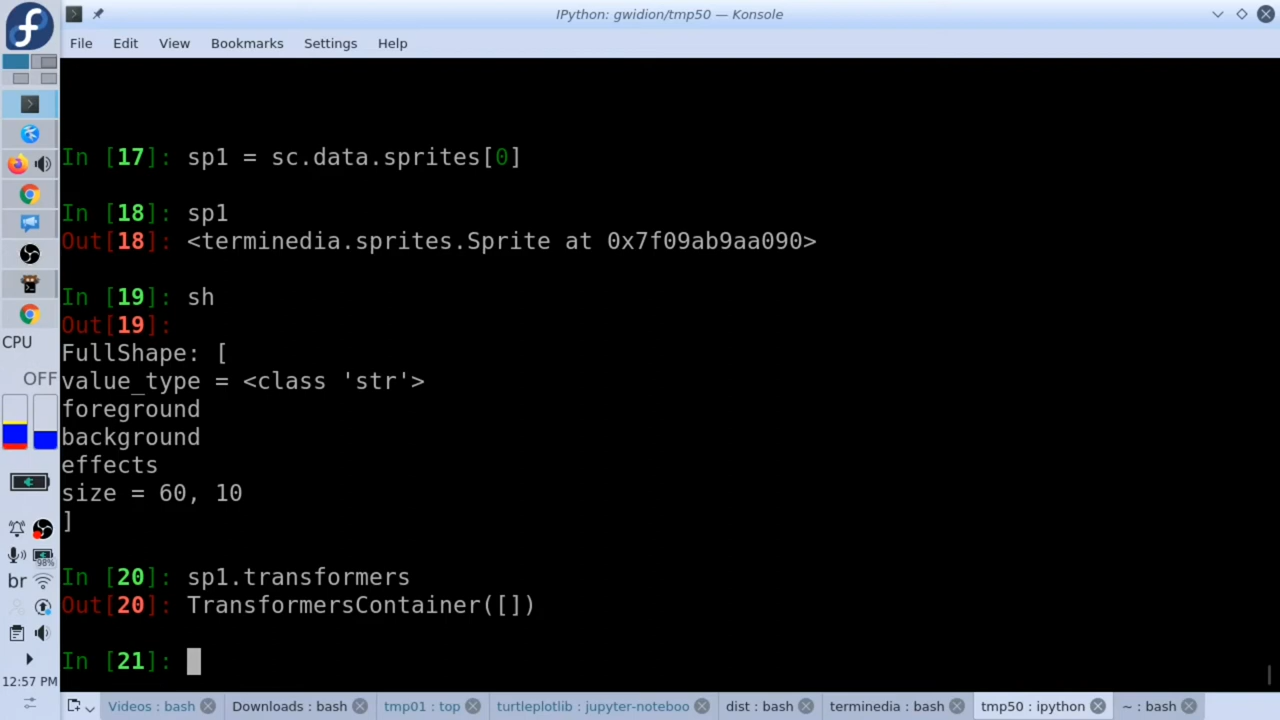 IPython: gwidion/tmp50 — Konsole
File Edit View Bookmarks Settings Help
In [17]: sp1 = sc.data.sprites[0]
In [18]: sp1
Out[18]: <terminedia.sprites.Sprite at 0x7f09ab9aa090>
In [19]: sh
Out[19]:
FullShape: [
value_type = <class 'str'>
foreground
background
effects
size = 60, 10
]
In [20]: sp1.transformers
Out[20]: TransformersContainer([])
In [21]:
CPU
OFF
98%
br
12:57 PM
Videos : bash Downloads : bash tmp01 : top turtleplotlib : jupyter-noteboo dist : bash terminedia : bash tmp50 : ipython ~ : bash